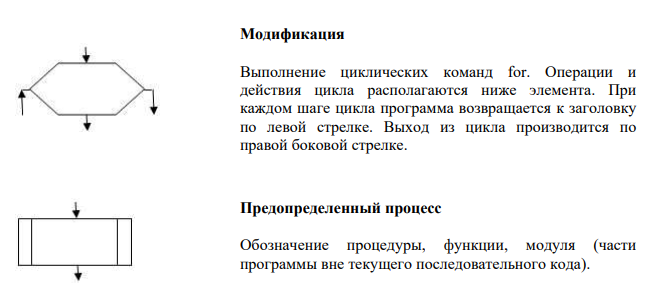 Модификация
Выполнение циклических команд for. Операции и
действия цикла располагаются ниже элемента. При
каждом шаге цикла программа возвращается к заголовку
по левой стрелке. Выход из цикла производится по
правой боковой стрелке.
Предопределенный процесс
Обозначение процедуры, функции, модуля (части
программы вне текущего последовательного кода).